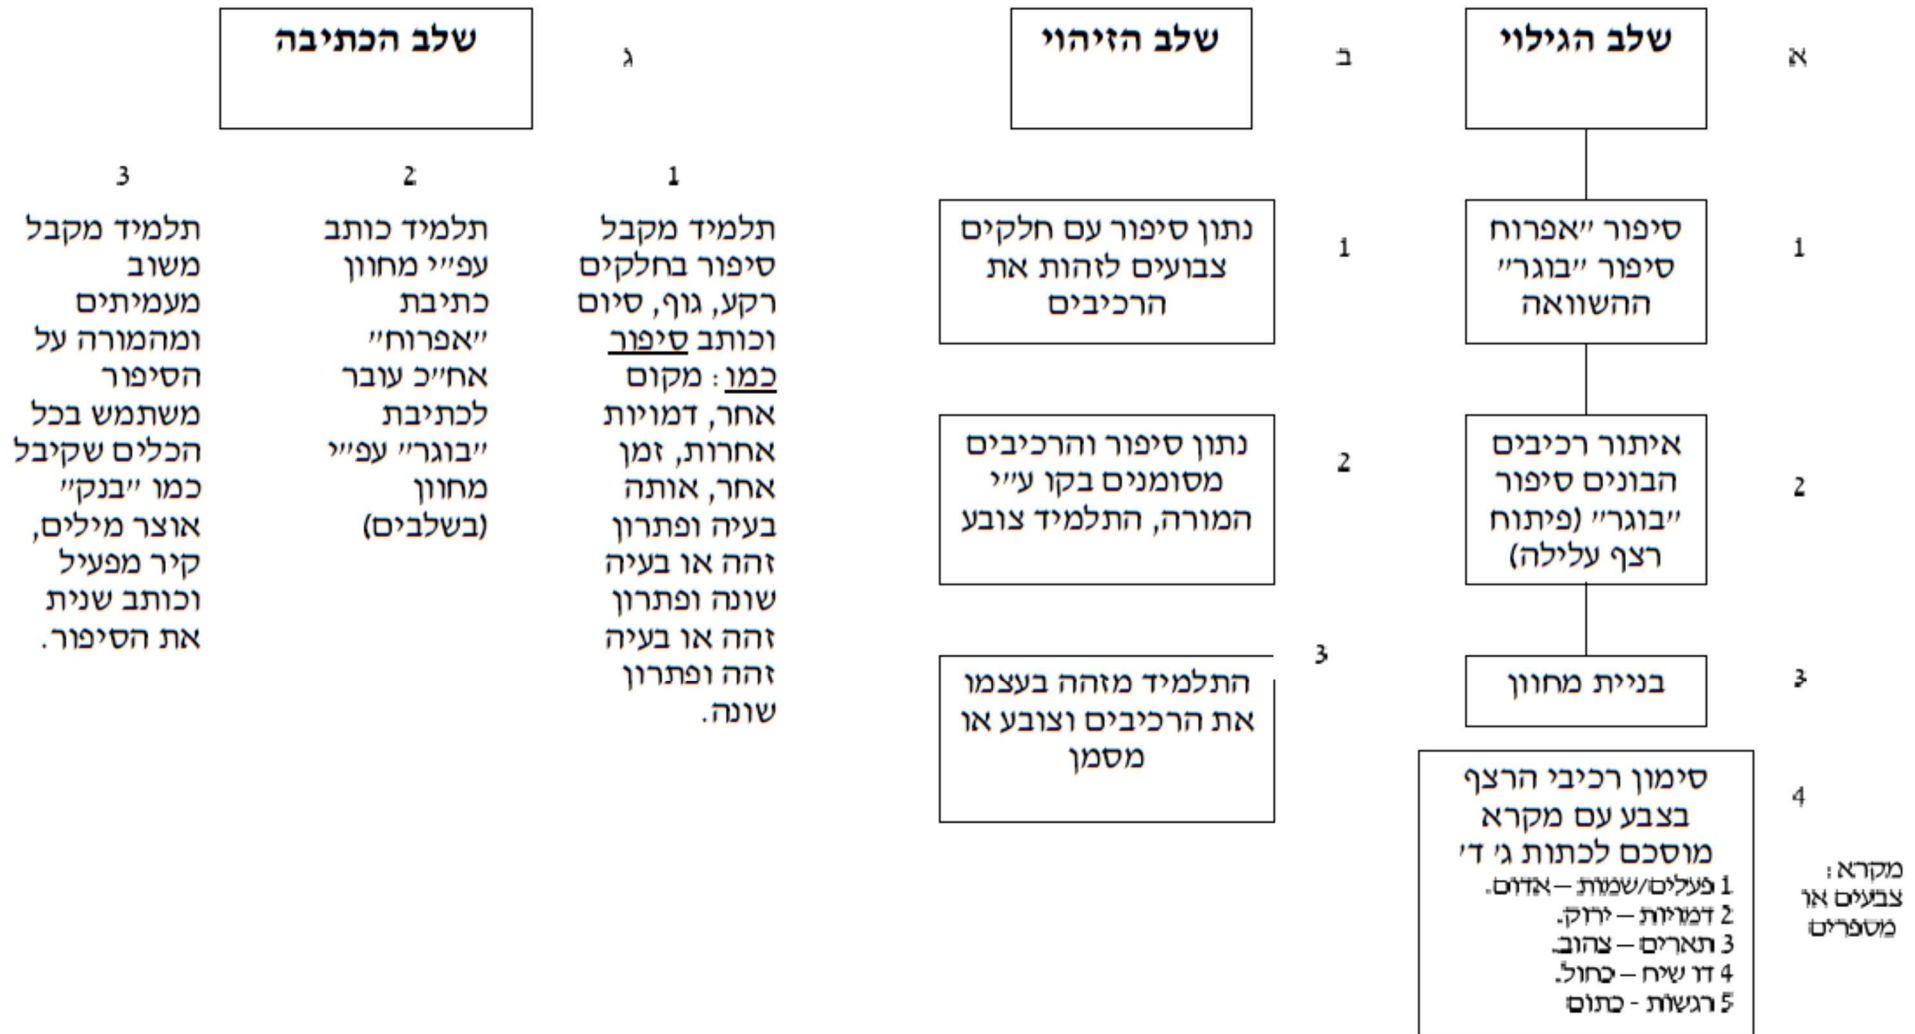 א
שלב הגילוי
1
סיפור ״אפרוח
סיפור ״בוגר״
ההשוואה
2
איתור רכיבים
הבונים סיפור
״בוגר״ (פיתוח
רצף עלילה)
3
בניית מחוון
4
סימון רכיבי הרצף
בצבע עם מקרא
מוסכם לכתות ג׳ ד׳
1 פעלים/שמות – אדום.
2 דמויות – ירוק.
3 תארים – צהוב.
4 דו שיח – כחול.
5 רגשות - כתום
מקרא:
צבעים או
מספרים
ב
שלב הזיהוי
1
נתון סיפור עם חלקים
צבועים לזהות את
הרכיבים
2
נתון סיפור והרכיבים
מסומנים בקו ע״י
המורה, התלמיד צובע
3
התלמיד מזהה בעצמו
את הרכיבים וצובע או
מסמן
ג
שלב הכתיבה
1
תלמיד מקבל
סיפור בחלקים
רקע, גוף, סיום
וכותב סיפור
כמו: מקום
אחר, דמויות
אחרות, זמן
אחר, אותה
בעיה ופתרון
זהה או בעיה
שונה ופתרון
זהה או בעיה
זהה ופתרון
שונה.
2
תלמיד כותב
עפ״י מחוון
כתיבת
״אפרוח״
אח״כ עובר
לכתיבת
״בוגר״ עפ״י
מחוון
(בשלבים)
3
תלמיד מקבל
משוב
מעמיתים
ומהמורה על
הסיפור
משתמש בכל
הכלים שקיבל
כמו ״בנק״
אוצר מילים,
קיר מפעיל
וכותב שנית
את הסיפור.